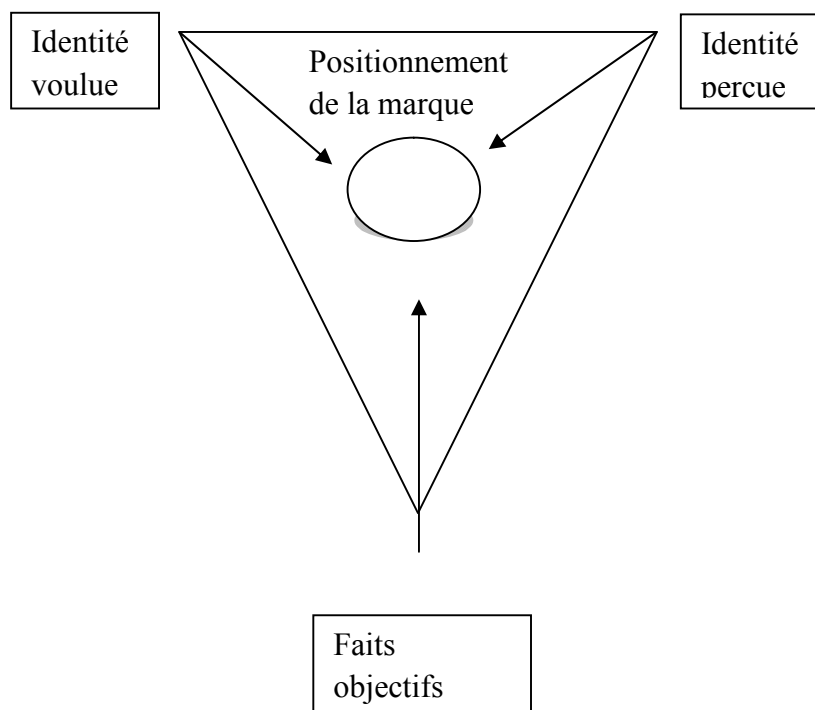 Identité
voulue
Positionnement
de la marque
Identité
perçue
Faits
objectifs